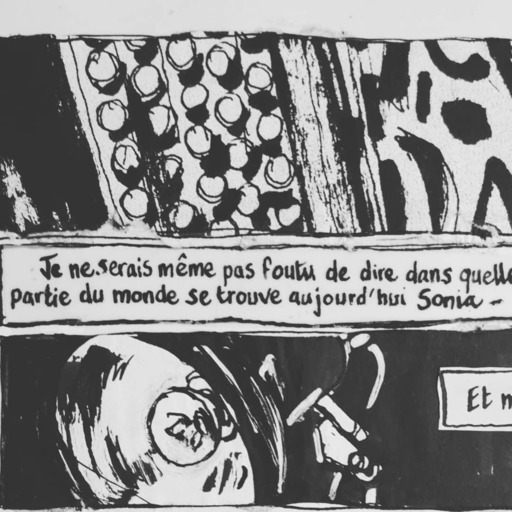 Je ne serais même pas foutu de dire dans quelle
partie du monde se trouve aujourd'hui Sonia -
Et